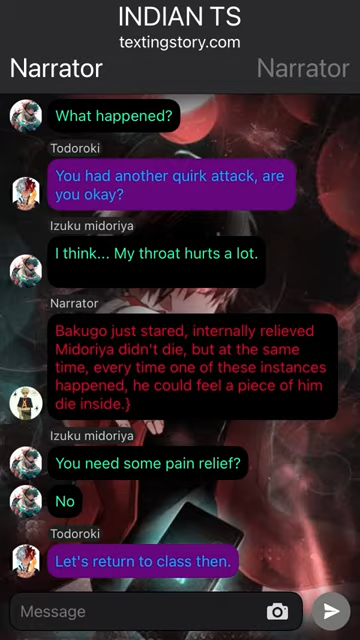 INDIAN TS
textingstory.com
Narrator
Narrator
What happened?
Todoroki
You had another quirk attack, are
you okay?
Izuku midoriya
I think... My throat hurts a lot.
Narrator
Bakugo just stared, internally relieved
Midoriya didn't die, but at the same
time, every time one of these instances
happened, he could feel a piece of him
die inside.}
Izuku midoriya
You need some pain relief?
No
Todoroki
Let's return to class then.
Message